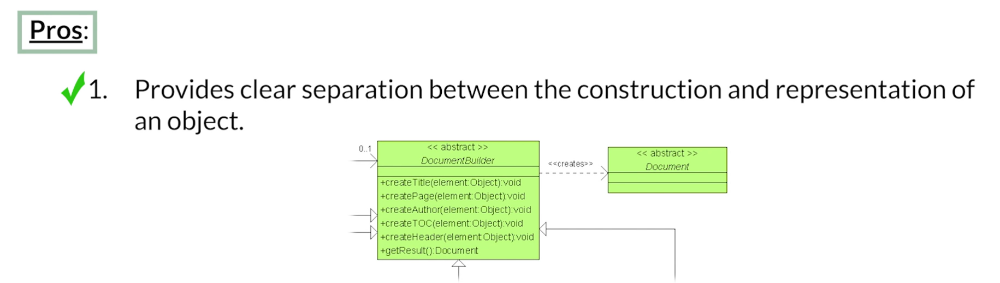 Pros:
1. Provides clear separation between the construction and representation of
an object.
0..1
<< abstract >>
DocumentBuilder
<<creates>>
<< abstract >>
Document
+createTitle(element:Object):void
+createPage(element:Object):void
+createAuthor(element:Object):void
+createTOC(element:Object):void
+createHeader(element:Object):void
+getResult():Document